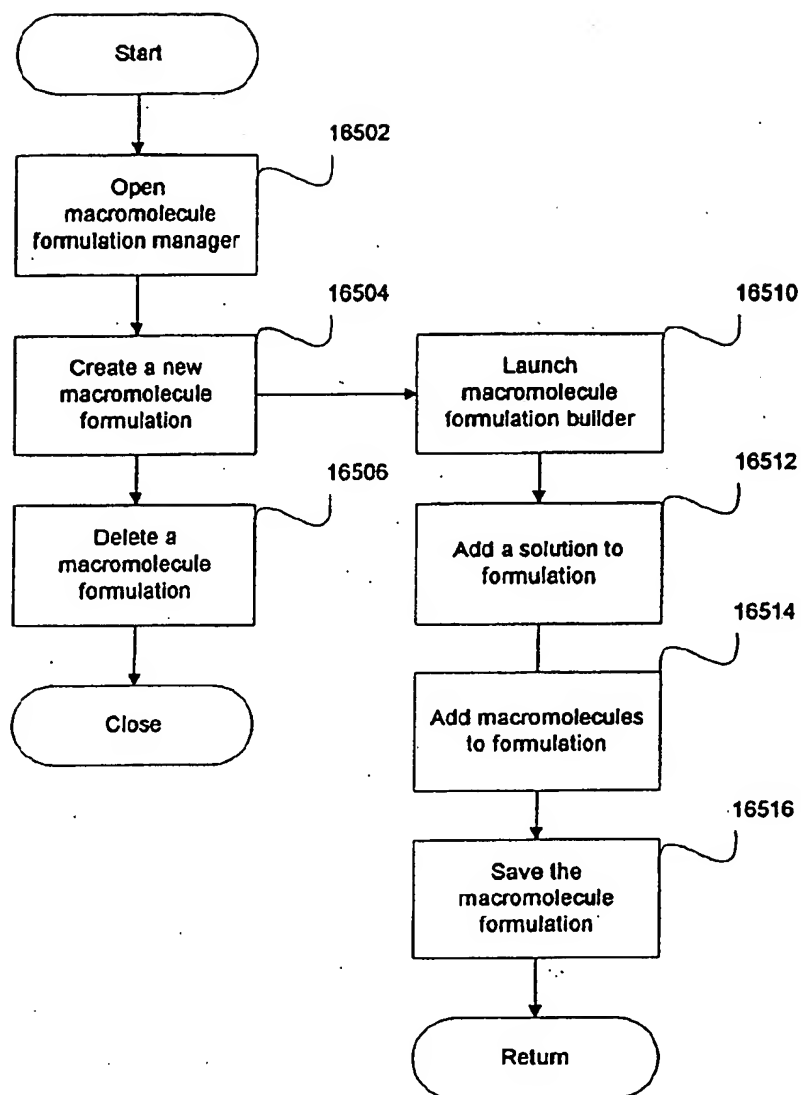 Start
16502
Open
macromolecule
formulation manager
16504
Create a new
macromolecule
formulation
16506
Delete a
macromolecule
formulation
Close
16510
Launch
macromolecule
formulation builder
16512
Add a solution to
formulation
16514
Add macromolecules
to formulation
16516
Save the
macromolecule
formulation
Return